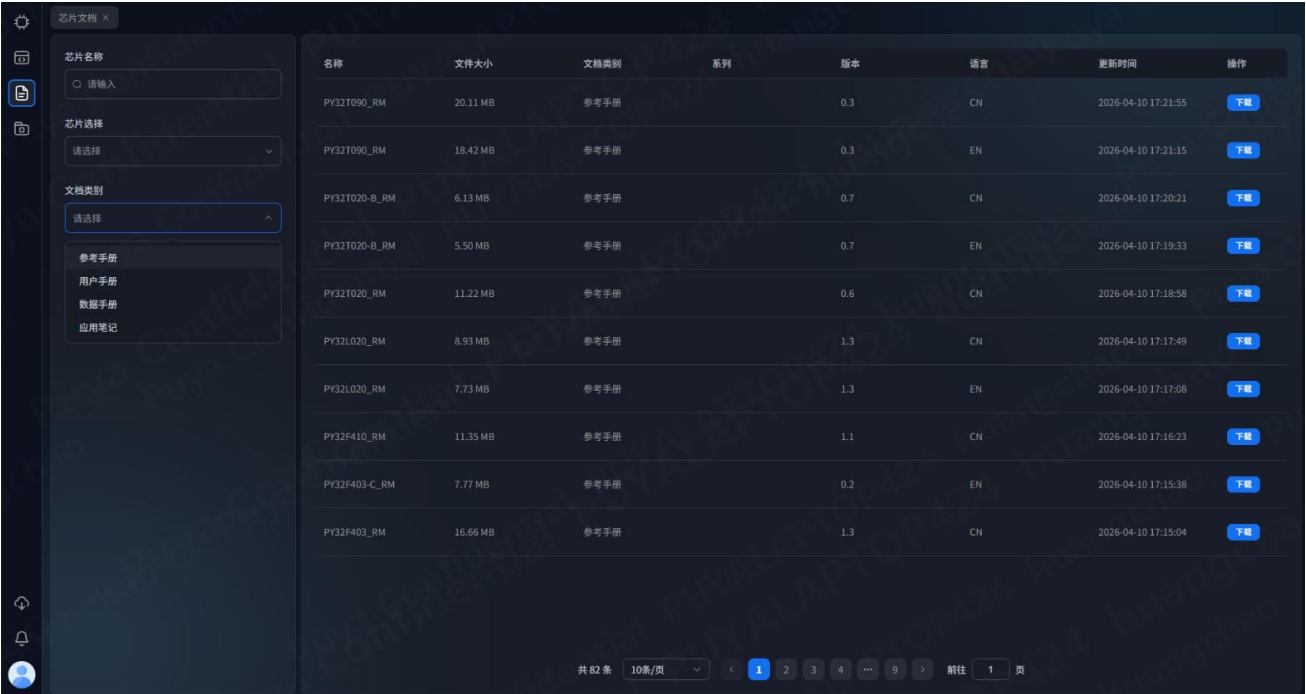 芯片文档 ×
芯片名称
请输入
芯片选择
请选择
文档类别
请选择
参考手册
用户手册
数据手册
应用笔记
名称 文件大小 文档类别 系列 版本 语言 更新时间 操作
PY32T090_RM 20.11 MB 参考手册 0.3 CN 2026-04-10 17:21:55 下载
PY32T090_RM 18.42 MB 参考手册 0.3 EN 2026-04-10 17:21:15 下载
PY32T020-B_RM 6.13 MB 参考手册 0.7 CN 2026-04-10 17:20:21 下载
PY32T020-B_RM 5.50 MB 参考手册 0.7 EN 2026-04-10 17:19:33 下载
PY32T020_RM 11.22 MB 参考手册 0.6 CN 2026-04-10 17:18:58 下载
PY32L020_RM 8.93 MB 参考手册 1.3 CN 2026-04-10 17:17:49 下载
PY32L020_RM 7.73 MB 参考手册 1.3 EN 2026-04-10 17:17:08 下载
PY32F410_RM 11.35 MB 参考手册 1.1 CN 2026-04-10 17:16:23 下载
PY32F403-C_RM 7.77 MB 参考手册 0.2 EN 2026-04-10 17:15:38 下载
PY32F403_RM 16.66 MB 参考手册 1.3 CN 2026-04-10 17:15:04 下载
共 82 条 10条/页 < 1 2 3 4 ··· 9 > 前往 1 页